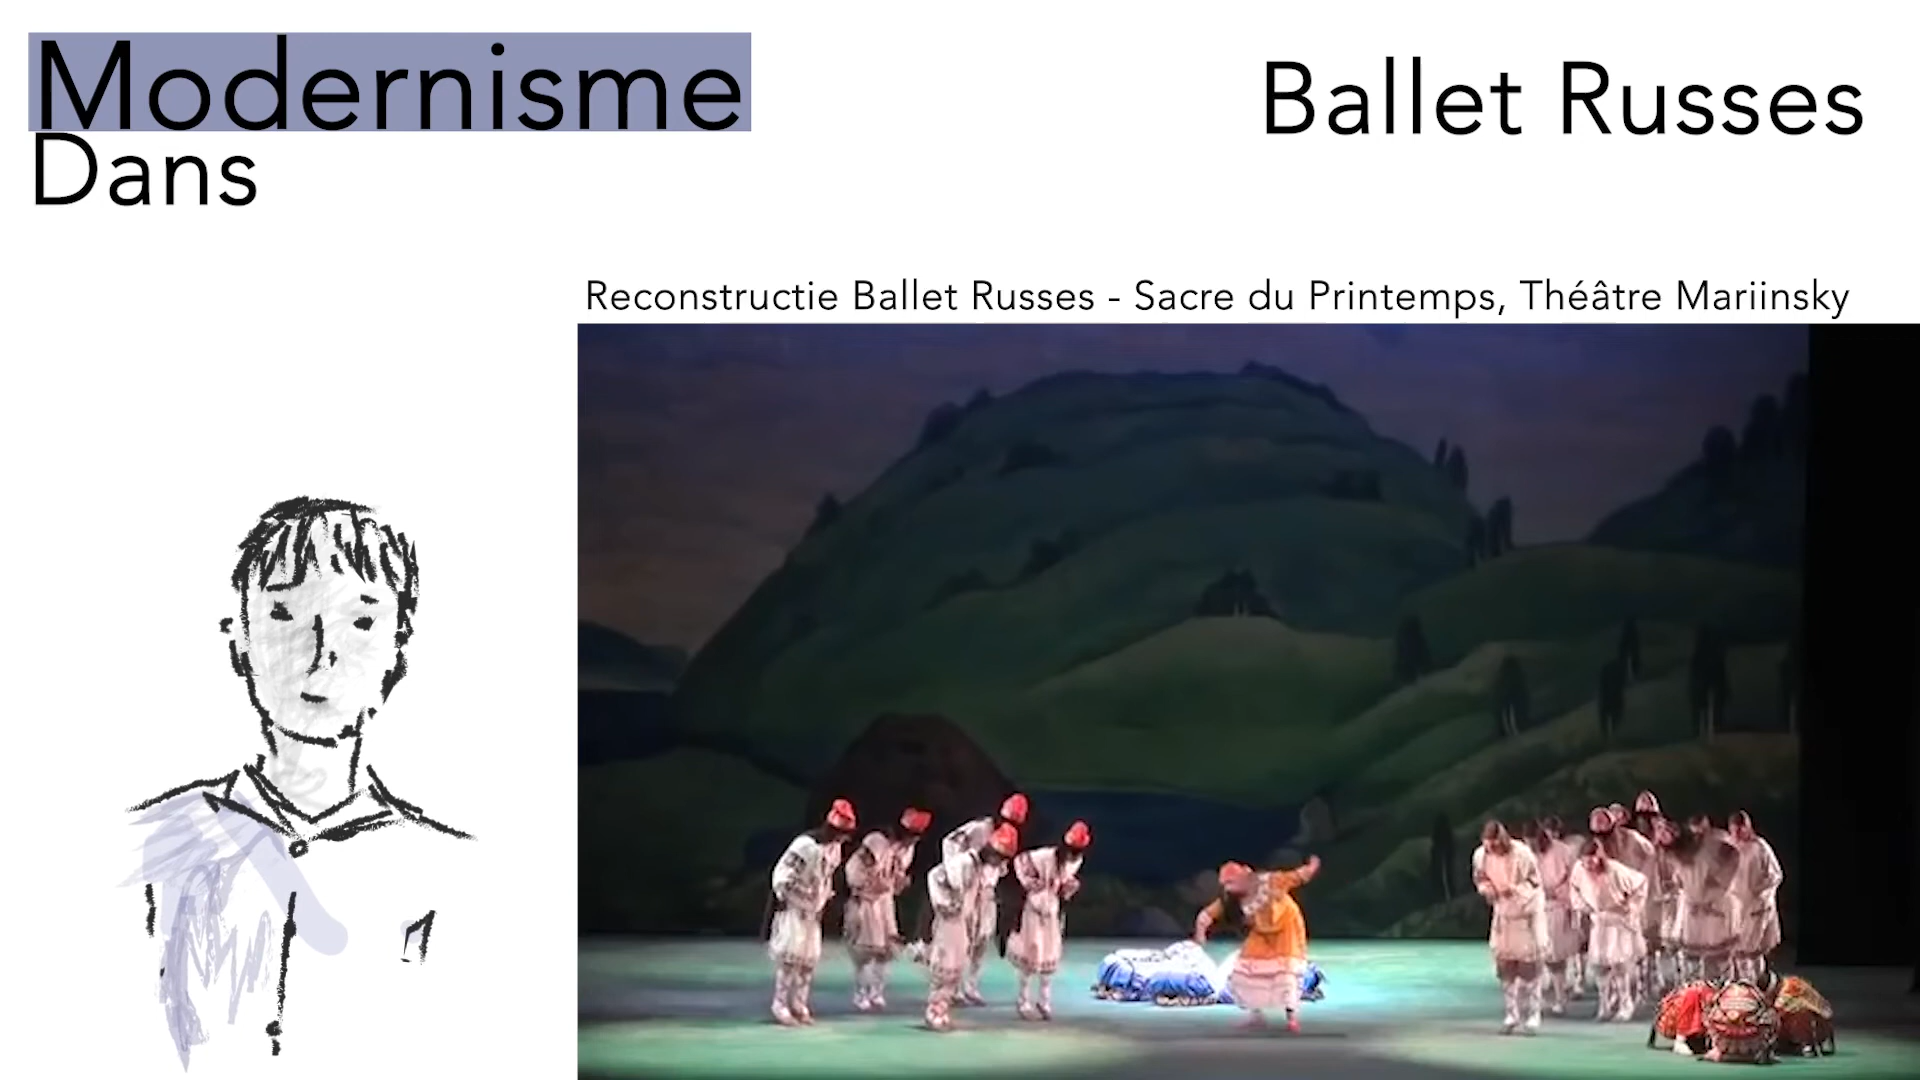 Modernisme
Dans
Ballet Russes
Reconstructie Ballet Russes - Sacre du Printemps, Théâtre Mariinsky